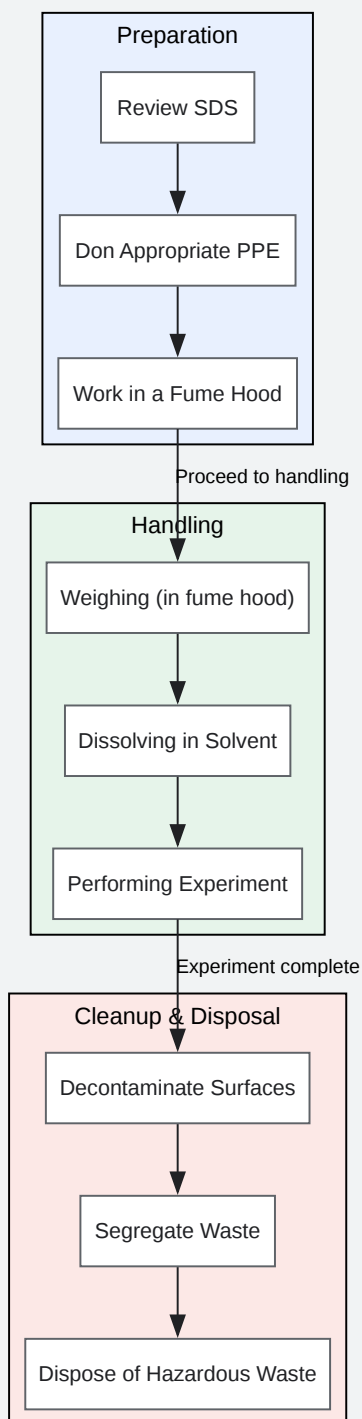 Preparation
Review SDS
Don Appropriate PPE
Work in a Fume Hood
Proceed to handling
Handling
Weighing (in fume hood)
Dissolving in Solvent
Performing Experiment
Experiment complete
Cleanup & Disposal
Decontaminate Surfaces
Segregate Waste
Dispose of Hazardous Waste